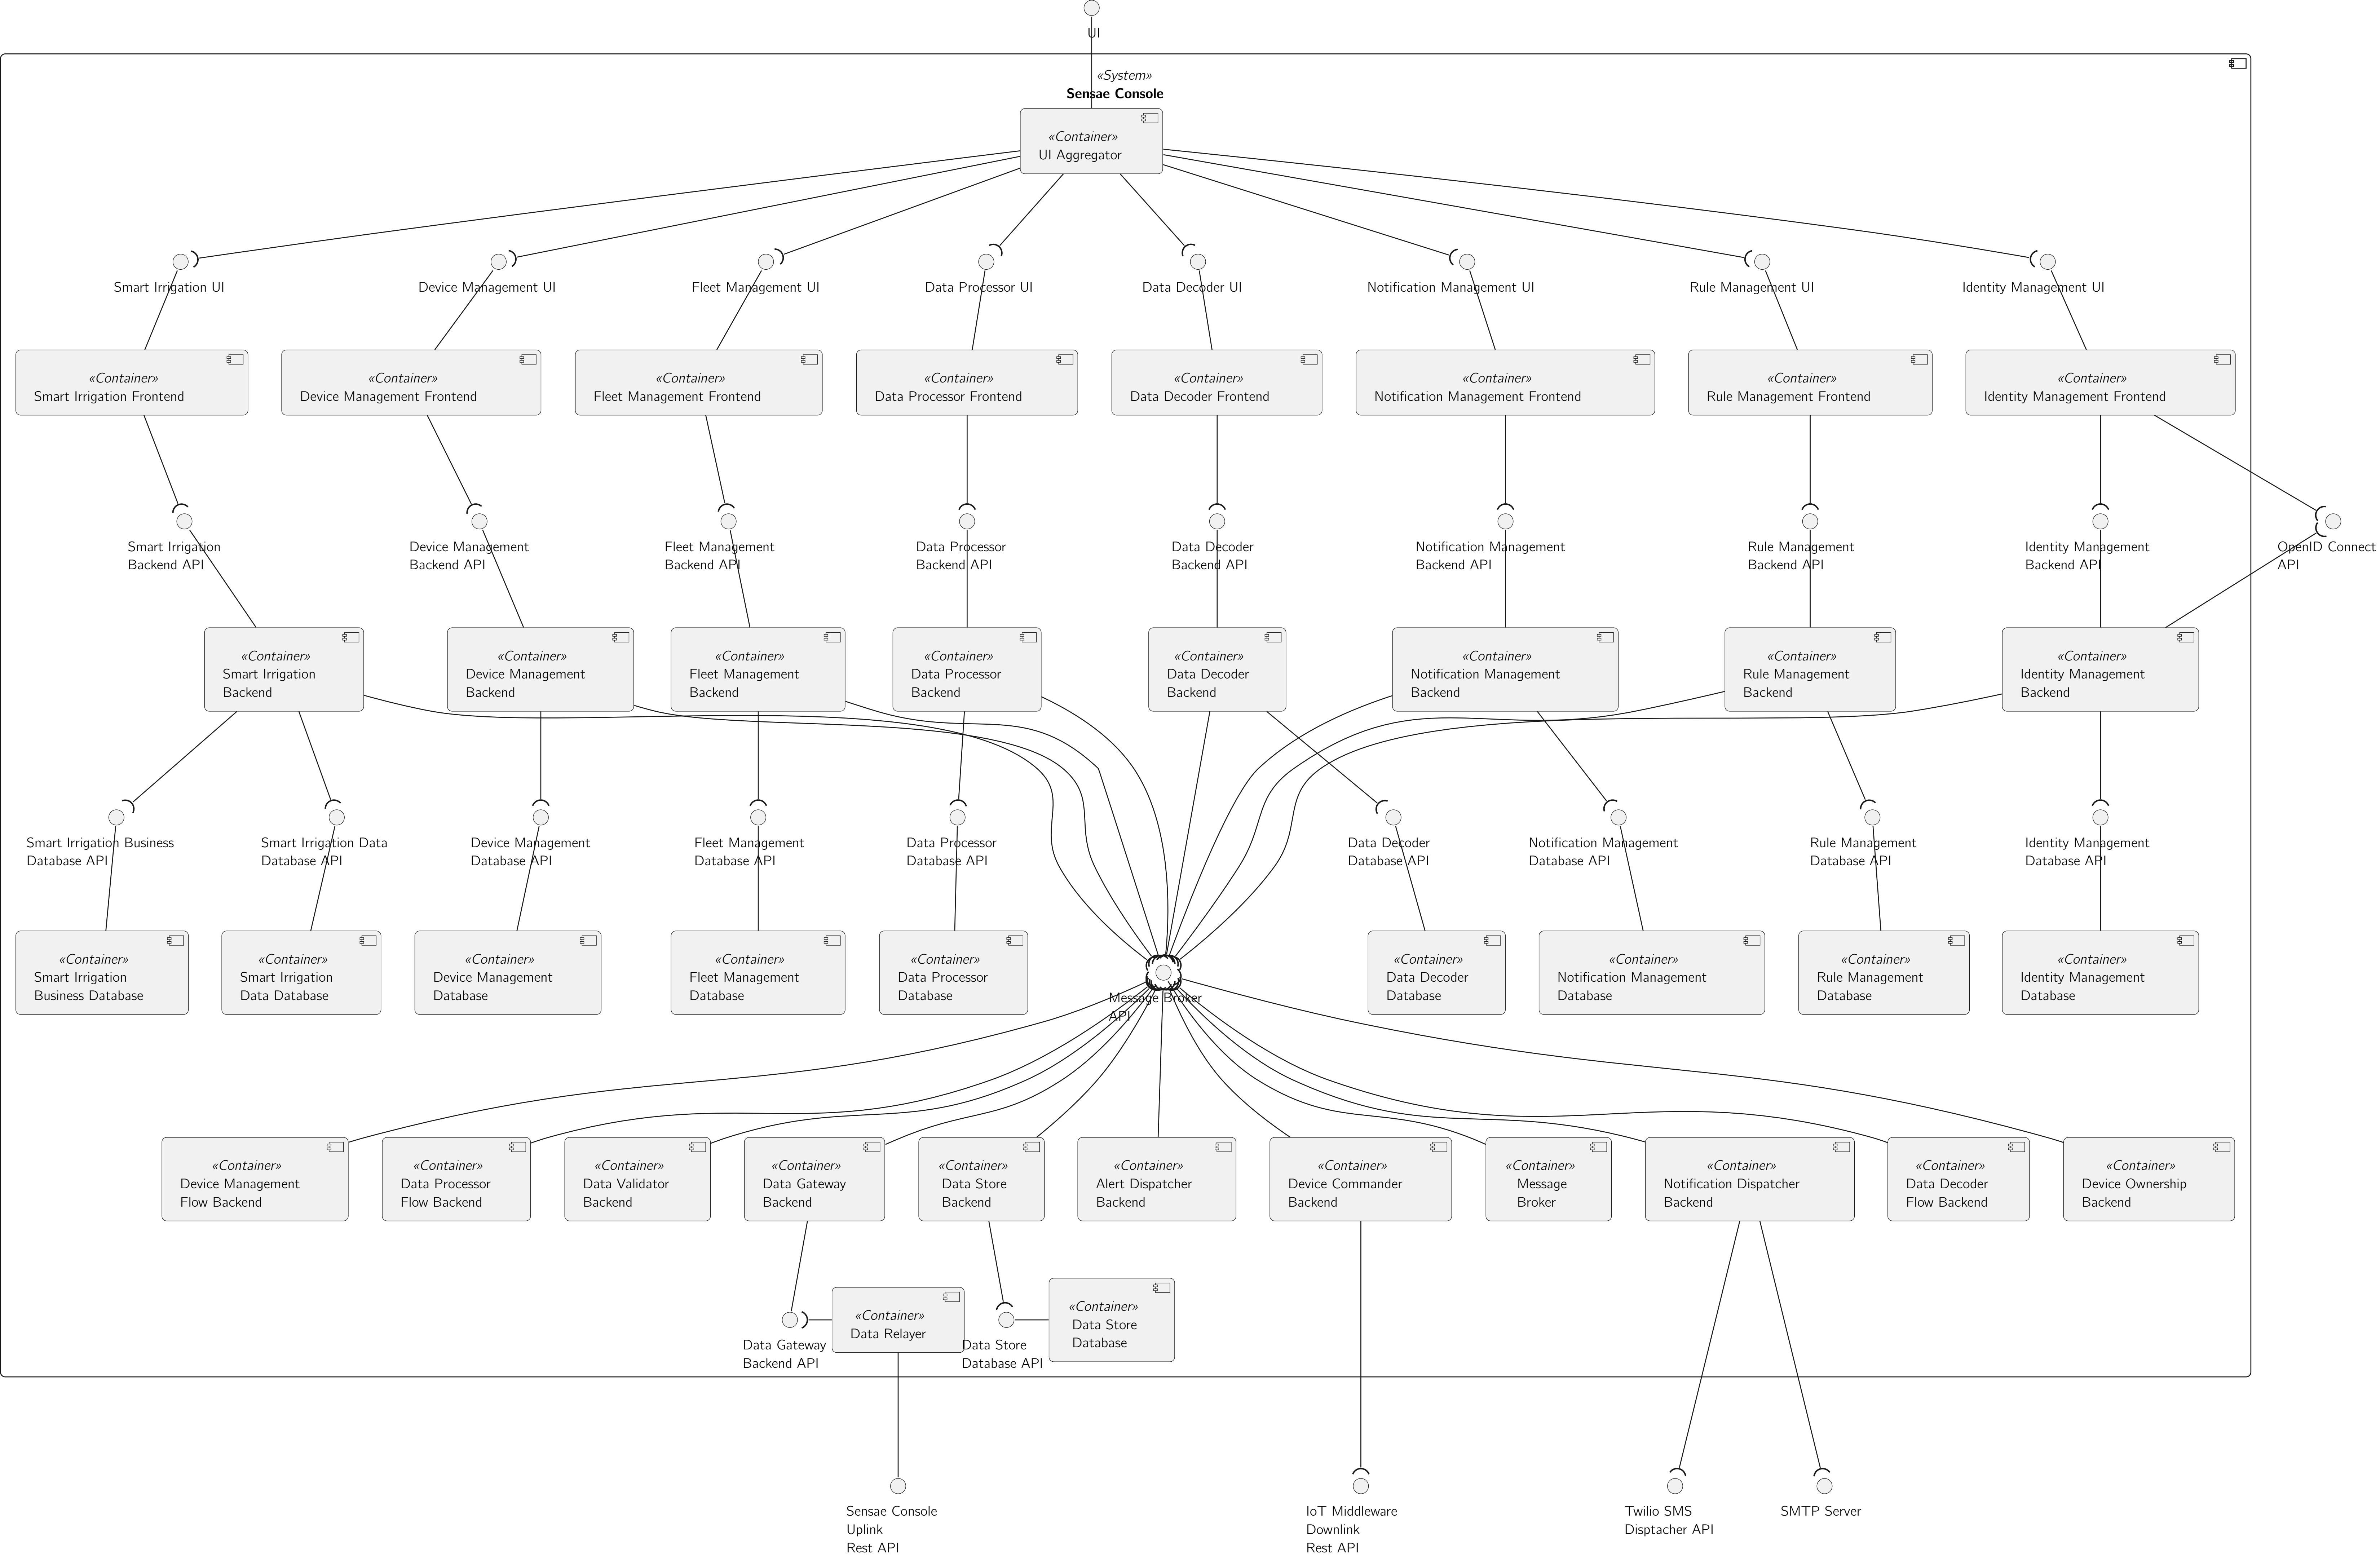 UI
«System»
Sensae Console
«Container»
UI Aggregator
Smart Irrigation UI
Device Management UI
Fleet Management UI
Data Processor UI
Data Decoder UI
Notification Management UI
Rule Management UI
Identity Management UI
«Container»
Smart Irrigation Frontend
«Container»
Device Management Frontend
«Container»
Fleet Management Frontend
«Container»
Data Processor Frontend
«Container»
Data Decoder Frontend
«Container»
Notification Management Frontend
«Container»
Rule Management Frontend
«Container»
Identity Management Frontend
Smart Irrigation
Backend API
Device Management
Backend API
Fleet Management
Backend API
Data Processor
Backend API
Data Decoder
Backend API
Notification Management
Backend API
Rule Management
Backend API
Identity Management
Backend API
OpenID Connect
API
«Container»
Smart Irrigation
Backend
«Container»
Device Management
Backend
«Container»
Fleet Management
Backend
«Container»
Data Processor
Backend
«Container»
Data Decoder
Backend
«Container»
Notification Management
Backend
«Container»
Rule Management
Backend
«Container»
Identity Management
Backend
Smart Irrigation Business
Database API
Smart Irrigation Data
Database API
Device Management
Database API
Fleet Management
Database API
Data Processor
Database API
Data Decoder
Database API
Notification Management
Database API
Rule Management
Database API
Identity Management
Database API
«Container»
Smart Irrigation
Business Database
«Container»
Smart Irrigation
Data Database
«Container»
Device Management
Database
«Container»
Fleet Management
Database
«Container»
Data Processor
Database
Message Broker
API
«Container»
Data Decoder
Database
«Container»
Notification Management
Database
«Container»
Rule Management
Database
«Container»
Identity Management
Database
«Container»
Device Management
Flow Backend
«Container»
Data Processor
Flow Backend
«Container»
Data Validator
Backend
«Container»
Data Gateway
Backend
«Container»
Data Store
Backend
«Container»
Alert Dispatcher
Backend
«Container»
Device Commander
Backend
«Container»
Message
Broker
«Container»
Notification Dispatcher
Backend
«Container»
Data Decoder
Flow Backend
«Container»
Device Ownership
Backend
Data Gateway
Backend API
«Container»
Data Relayer
Data Store
Database API
«Container»
Data Store
Database
Sensae Console
Uplink
Rest API
IoT Middleware
Downlink
Rest API
Twilio SMS
Disptacher API
SMTP Server